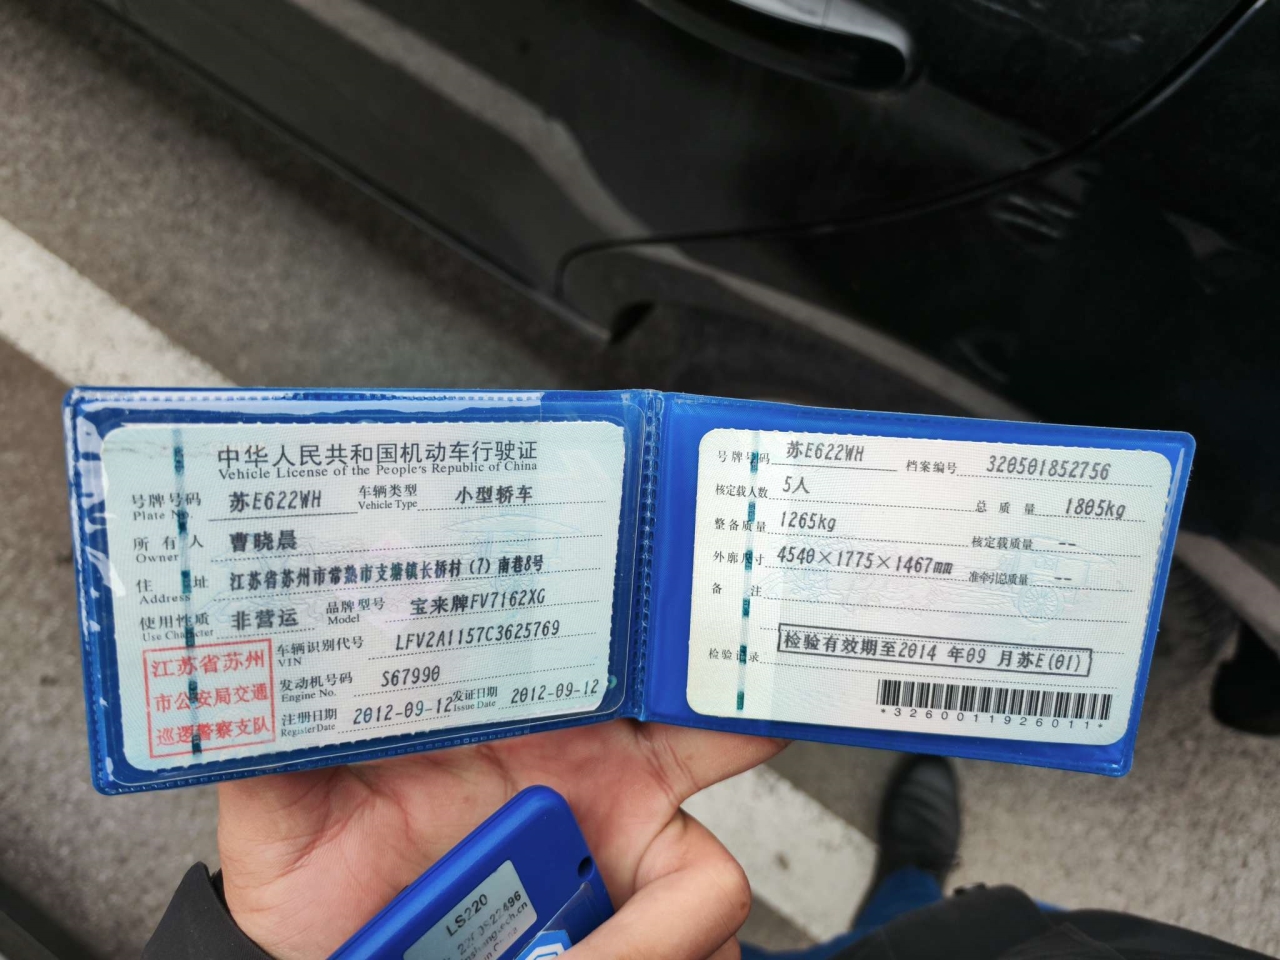 中华人民共和国机动车行驶证
Vehicle License of the People's Republic of China
号牌号码 苏E622WH 车辆类型 小型轿车
Plate No. Vehicle Type
所有人 曹晓晨
Owner
住址 江苏省苏州市常熟市支塘镇长桥村(7)南巷8号
Address
使用性质 非营运 品牌型号 宝来牌FV7162XG
Use Character Model
江苏省苏州
市公安局交通
巡逻警察支队
车辆识别代号 LFV2A1157C3625769
VIN
发动机号码 S67990
Engine No.
注册日期 2012-09-12 发证日期 2012-09-12
Register Date Issue Date
号牌号码 苏E622WH 档案编号 320501852756
核定载人数 5人 总质量 1805kg
整备质量 1265kg 核定载质量 --
外廓尺寸 4540×1775×1467mm 准牵引总质量 --
备注
检验记录 检验有效期至2014年09月苏E(01)
*3260011926011*
LS220